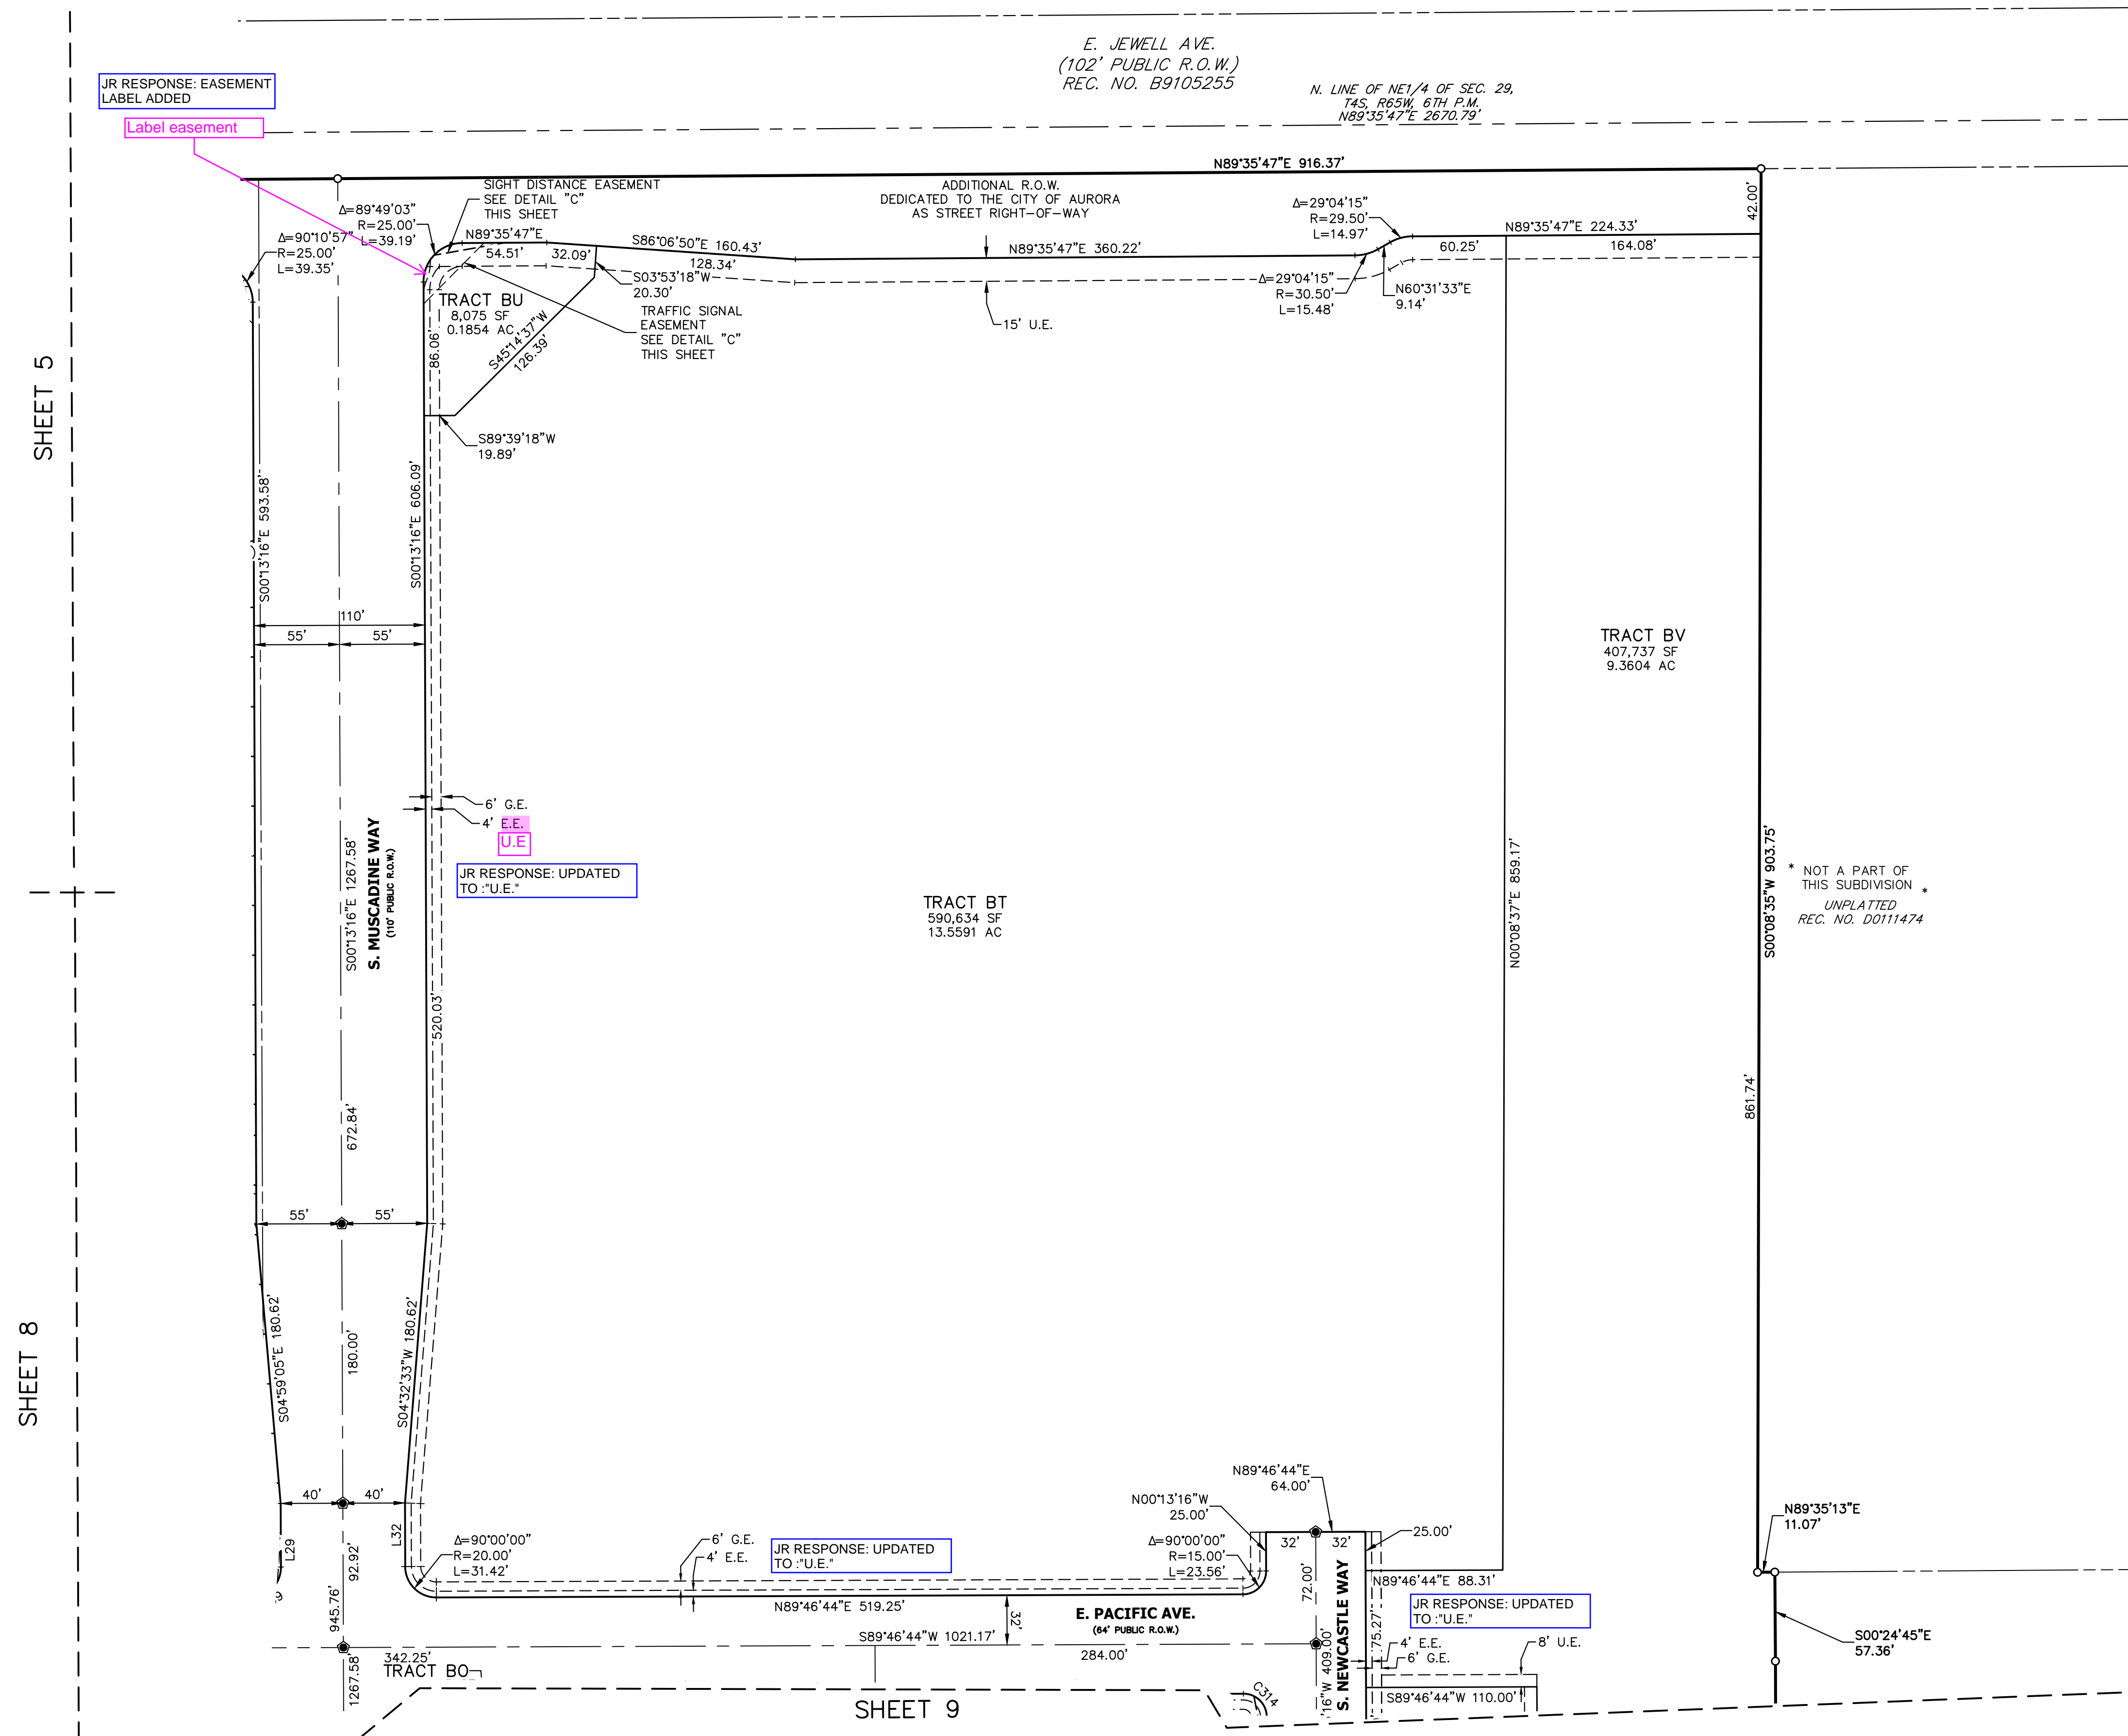 E. JEWELL AVE.
(102' PUBLIC R.O.W.)
REC. NO. B9105255
N. LINE OF NE1/4 OF SEC. 29,
T4S, R65W, 6TH P.M.
N89°35'47"E 2670.79'
JR RESPONSE: EASEMENT
LABEL ADDED
Label easement
N89°35'47"E 916.37'
SIGHT DISTANCE EASEMENT
SEE DETAIL "C"
THIS SHEET
ADDITIONAL R.O.W.
DEDICATED TO THE CITY OF AURORA
AS STREET RIGHT-OF-WAY
Δ=89°49'03"
R=25.00'
L=39.19'
Δ=90°10'57"
R=25.00'
L=39.35'
N89°35'47"E
54.51'
32.09'
S86°06'50"E 160.43'
128.34'
N89°35'47"E 360.22'
Δ=29°04'15"
R=29.50'
L=14.97'
N89°35'47"E 224.33'
60.25'
164.08'
42.00'
S03°53'18"W
20.30'
Δ=29°04'15"
R=30.50'
L=15.48'
N60°31'33"E
9.14'
15' U.E.
TRACT BU
8,075 SF
0.1854 AC
TRAFFIC SIGNAL
EASEMENT
SEE DETAIL "C"
THIS SHEET
S45°14'37"W
126.39'
86.06'
S89°39'18"W
19.89'
SHEET 5
S00°13'16"E 593.58'
S00°13'16"E 606.09'
110'
55'
55'
TRACT BV
407,737 SF
9.3604 AC
6' G.E.
4' E.E.
U.E
JR RESPONSE: UPDATED
TO :"U.E."
S00°13'16"E 1267.58'
S. MUSCADINE WAY
(110' PUBLIC R.O.W.)
TRACT BT
590,634 SF
13.5591 AC
N00°08'37"E 859.17'
S00°08'35"W 903.75'
* NOT A PART OF
THIS SUBDIVISION *
UNPLATTED
REC. NO. D0111474
520.03'
672.84'
861.74'
55'
55'
SHEET 8
S04°59'05"E 180.62'
180.00'
S04°32'33"W 180.62'
40'
40'
L29
L32
92.92'
945.76'
1267.58'
Δ=90°00'00"
R=20.00'
L=31.42'
6' G.E.
4' E.E.
JR RESPONSE: UPDATED
TO :"U.E."
N89°46'44"E
64.00'
N00°13'16"W
25.00'
Δ=90°00'00"
R=15.00'
L=23.56'
32'
32'
25.00'
N89°35'13"E
11.07'
N89°46'44"E 519.25'
32'
E. PACIFIC AVE.
(64' PUBLIC R.O.W.)
S89°46'44"W 1021.17'
284.00'
342.25'
TRACT BO
72.00'
'16"W 409.00'
S. NEWCASTLE WAY
75.27'
N89°46'44"E 88.31'
JR RESPONSE: UPDATED
TO :"U.E."
4' E.E.
6' G.E.
8' U.E.
S89°46'44"W 110.00'
S00°24'45"E
57.36'
C314
SHEET 9